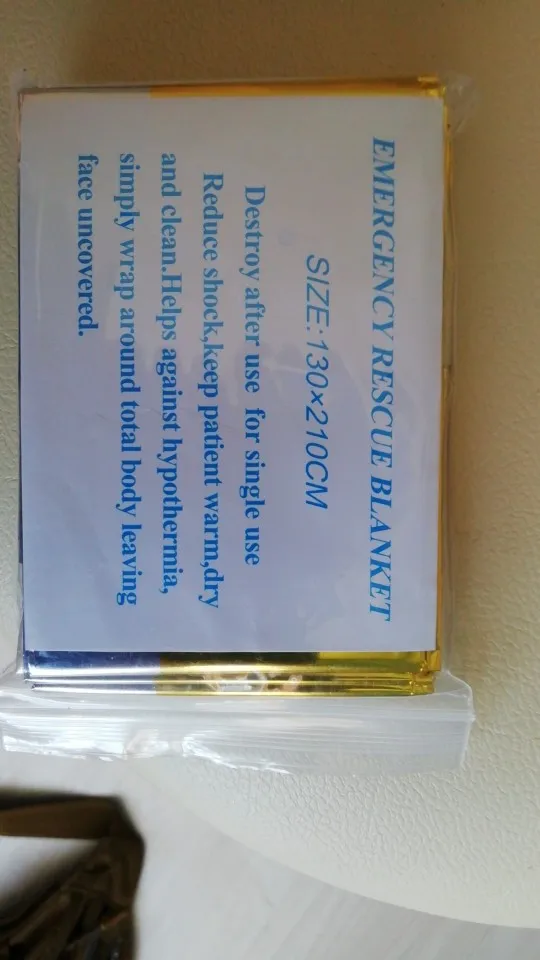 EMERGENCY RESCUE BLANKET
SIZE:130×210CM
Destroy after use for single use
Reduce shock,keep patient warm,dry
and clean.Helps against hypothermia,
simply wrap around total body leaving
face uncovered.